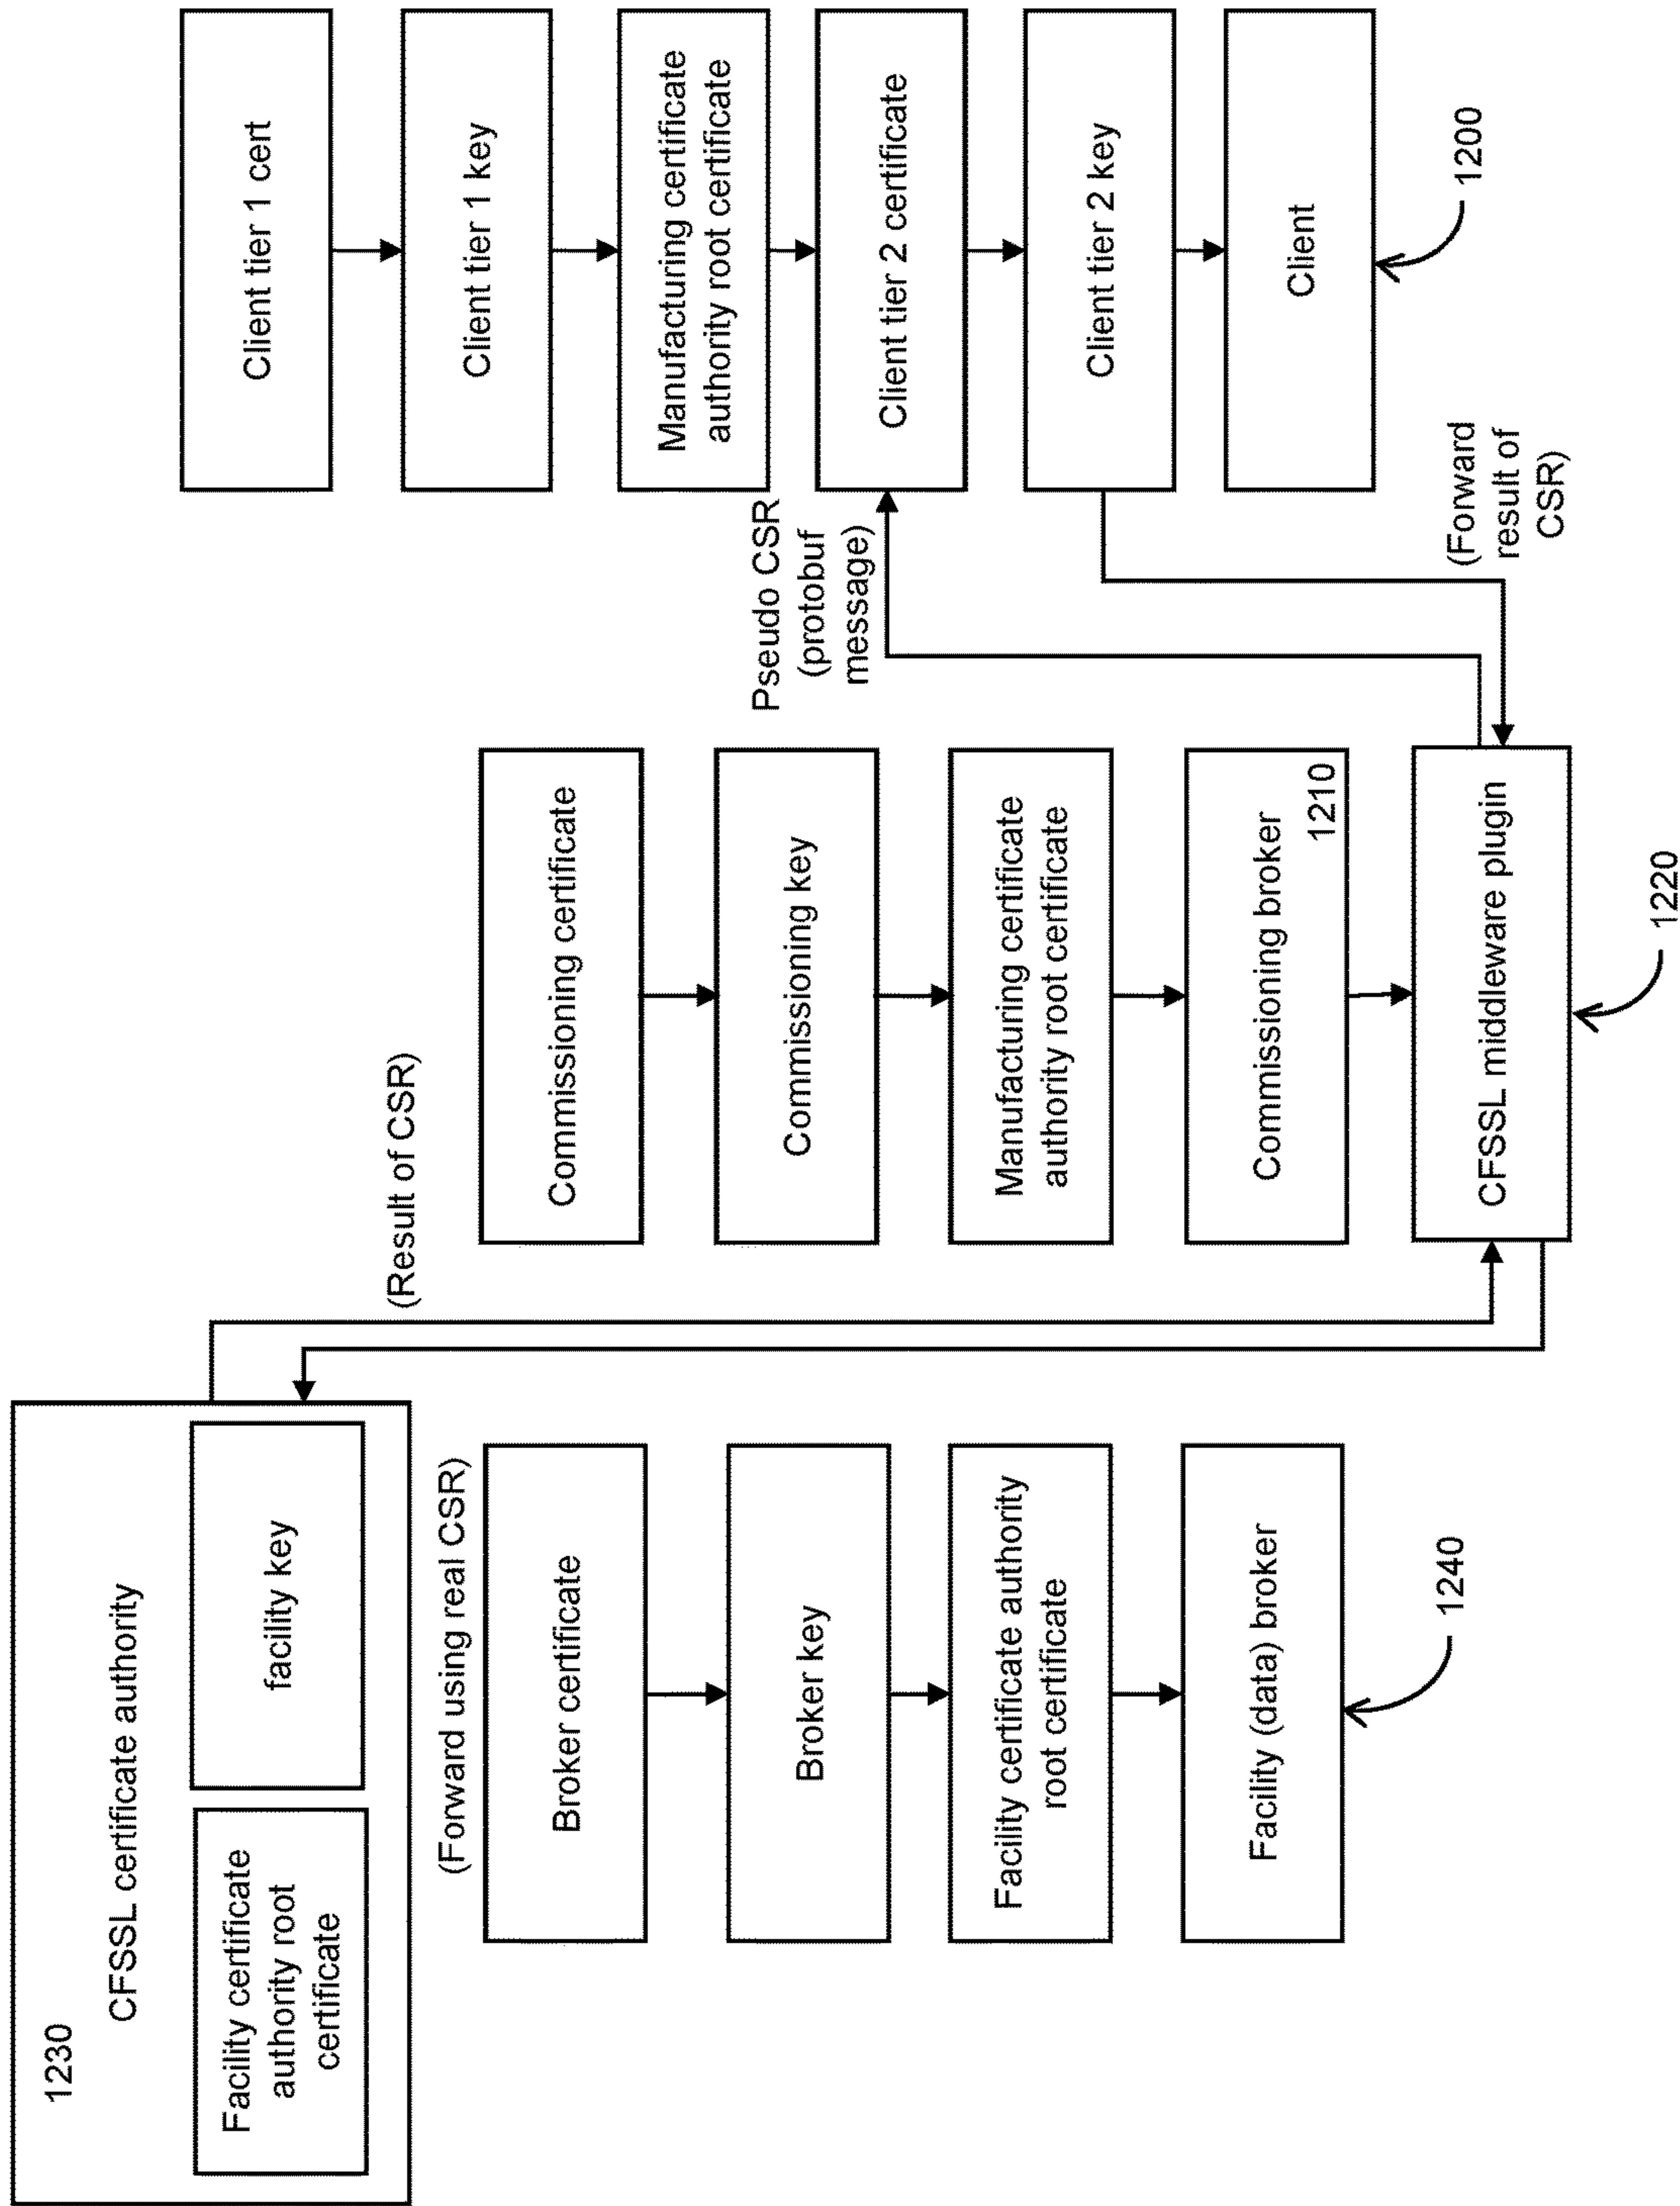 1230
CFSSL certificate authority
Facility certificate
authority root
certificate
facility key
(Forward using real CSR)
Broker certificate
Broker key
Facility certificate authority
root certificate
Facility (data) broker
1240
(Result of CSR)
Commissioning certificate
Commissioning key
Manufacturing certificate
authority root certificate
Commissioning broker
1210
CFSSL middleware plugin
1220
Pseudo CSR
(protobuf
message)
(Forward
result of
CSR)
Client tier 1 cert
Client tier 1 key
Manufacturing certificate
authority root certificate
Client tier 2 certificate
Client tier 2 key
Client
1200